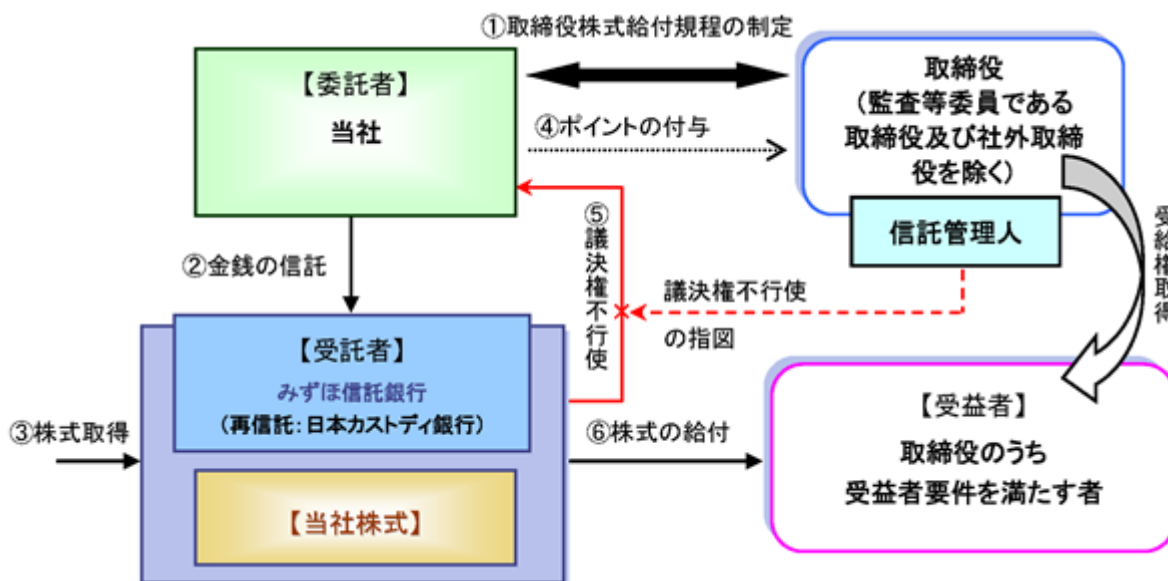 ①取締役株式給付規程の制定
【委託者】
当社
取締役
（監査等委員である
取締役及び社外取締
役を除く）
④ポイントの付与
信託管理人
受給権取得
②金銭の信託
⑤議決権不行使
議決権不行使
の指図
【受託者】
みずほ信託銀行
（再信託：日本カストディ銀行）
③株式取得
⑥株式の給付
【当社株式】
【受益者】
取締役のうち
受益者要件を満たす者